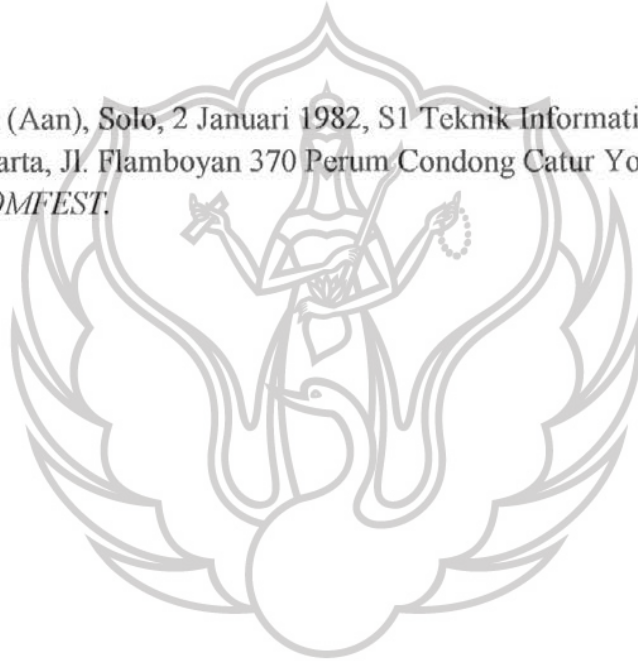 (Aan), Solo, 2 Januari 1982, S1 Teknik Informati
arta, Jl. Flamboyan 370 Perum Condong Catur Yo
OMFEST.